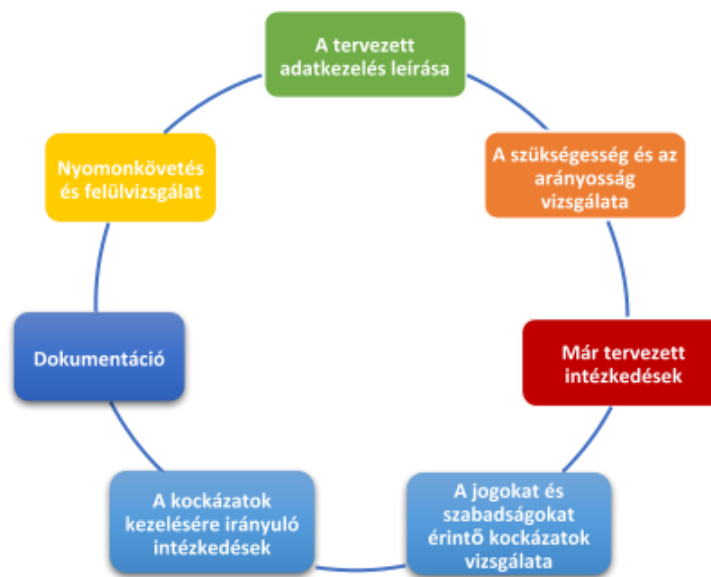 A tervezett
adatkezelés leírása
A szükségesség és az
arányosság
vizsgálata
Már tervezett
intézkedések
A jogokat és
szabadságokat
érintő kockázatok
vizsgálata
A kockázatok
kezelésére irányuló
intézkedések
Dokumentáció
Nyomonkövetés
és felülvizsgálat